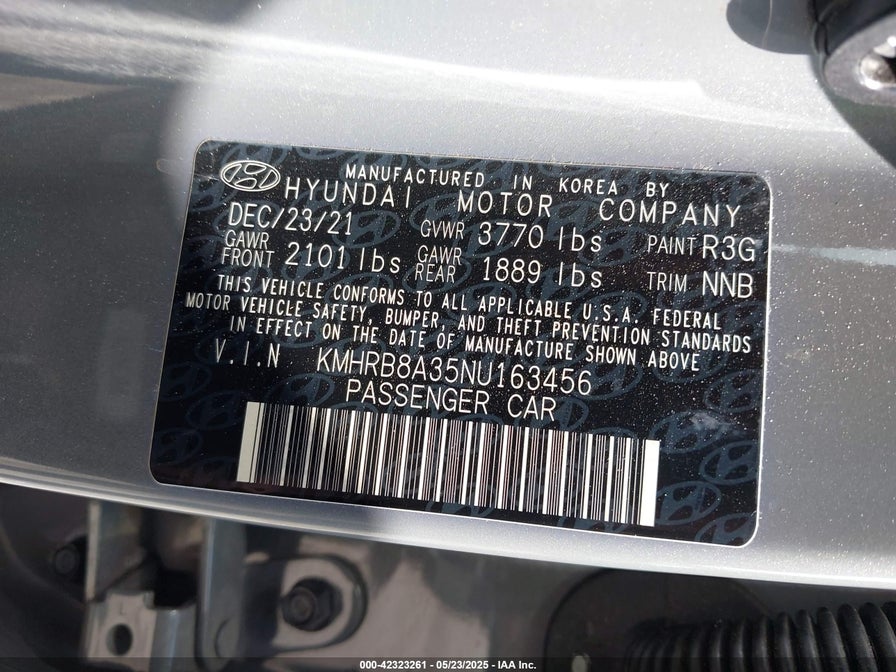 MANUFACTURED IN KOREA BY
HYUNDAI MOTOR COMPANY
DEC/23/21 GVWR 3770 lbs PAINT R3G
GAWR FRONT 2101 lbs GAWR REAR 1889 lbs TRIM NNB
THIS VEHICLE CONFORMS TO ALL APPLICABLE U.S.A. FEDERAL
MOTOR VEHICLE SAFETY, BUMPER, AND THEFT PREVENTION STANDARDS
IN EFFECT ON THE DATE OF MANUFACTURE SHOWN ABOVE
V.I.N KMHRB8A35NU163456
PASSENGER CAR
000-42323261 - 05/23/2025 - IAA Inc.